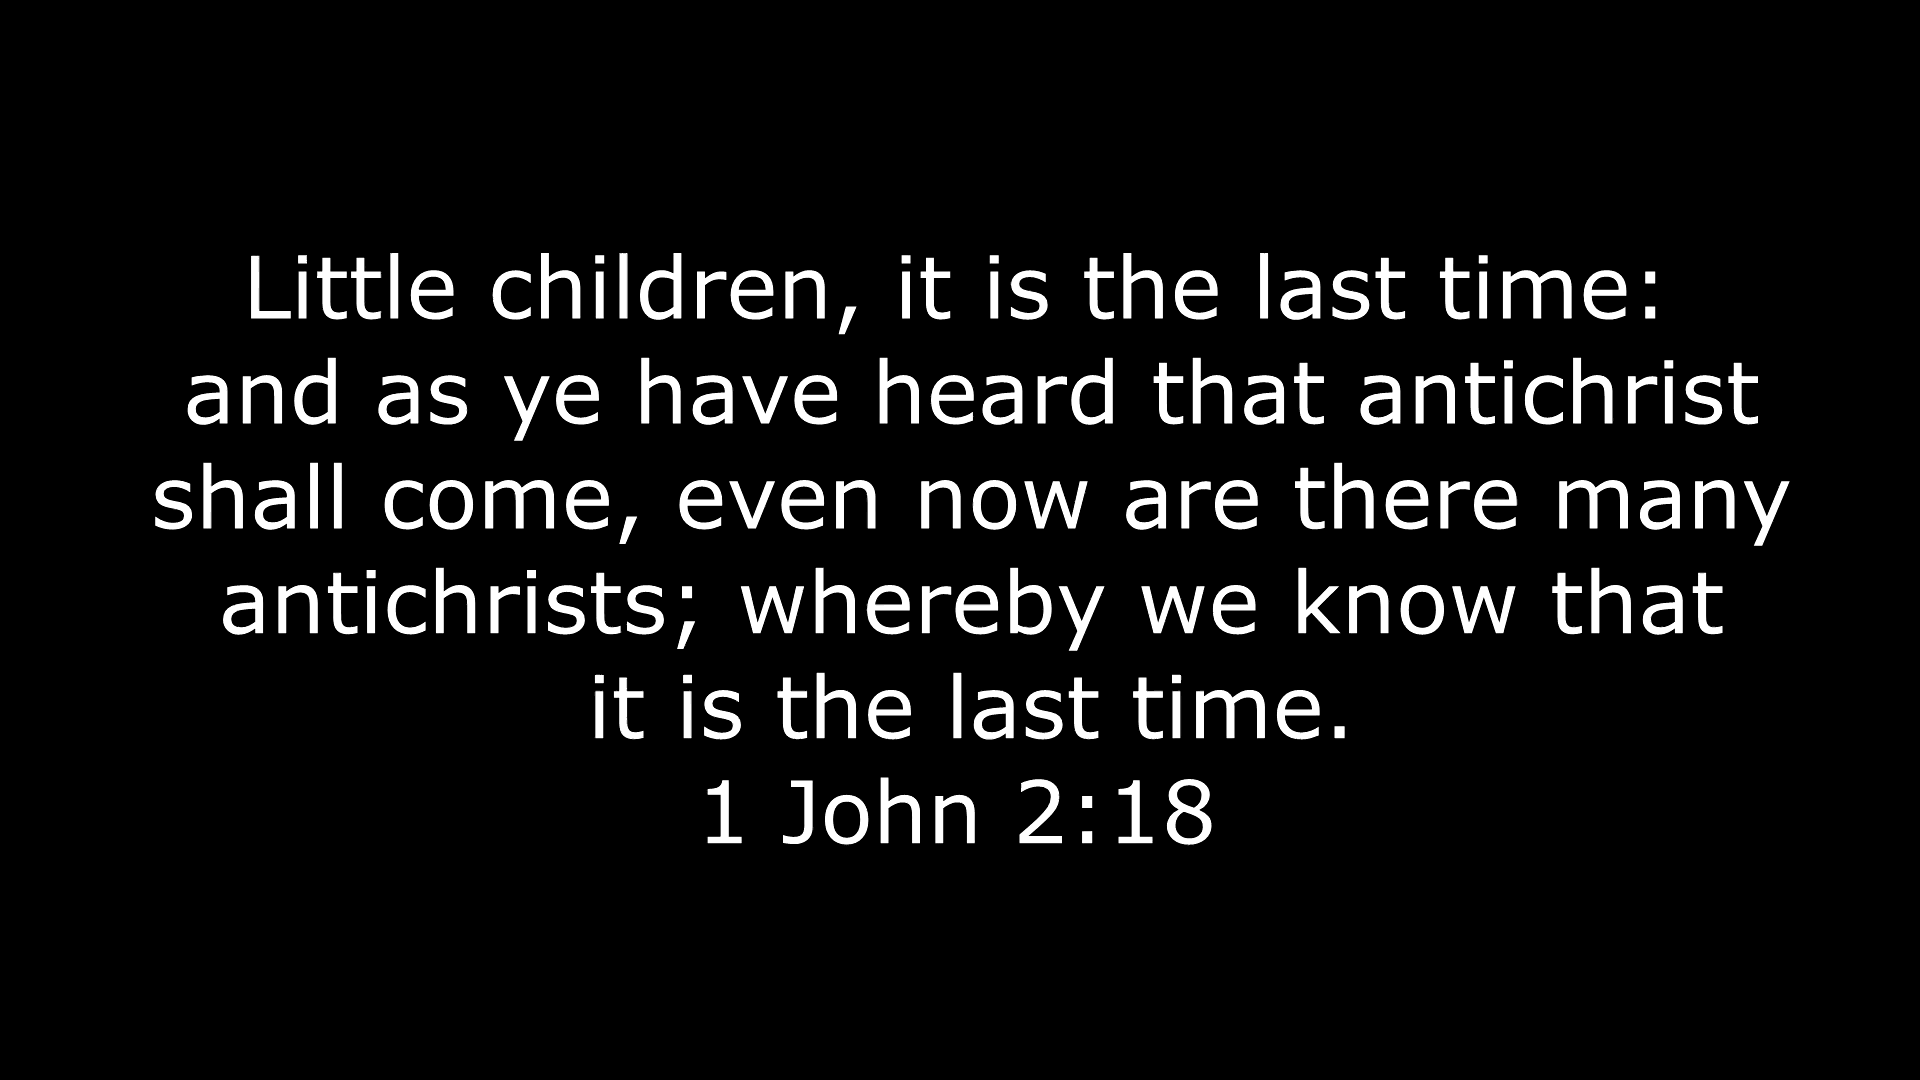 Little children, it is the last time:
and as ye have heard that antichrist
shall come, even now are there many
antichrists; whereby we know that
it is the last time.
1 John 2:18